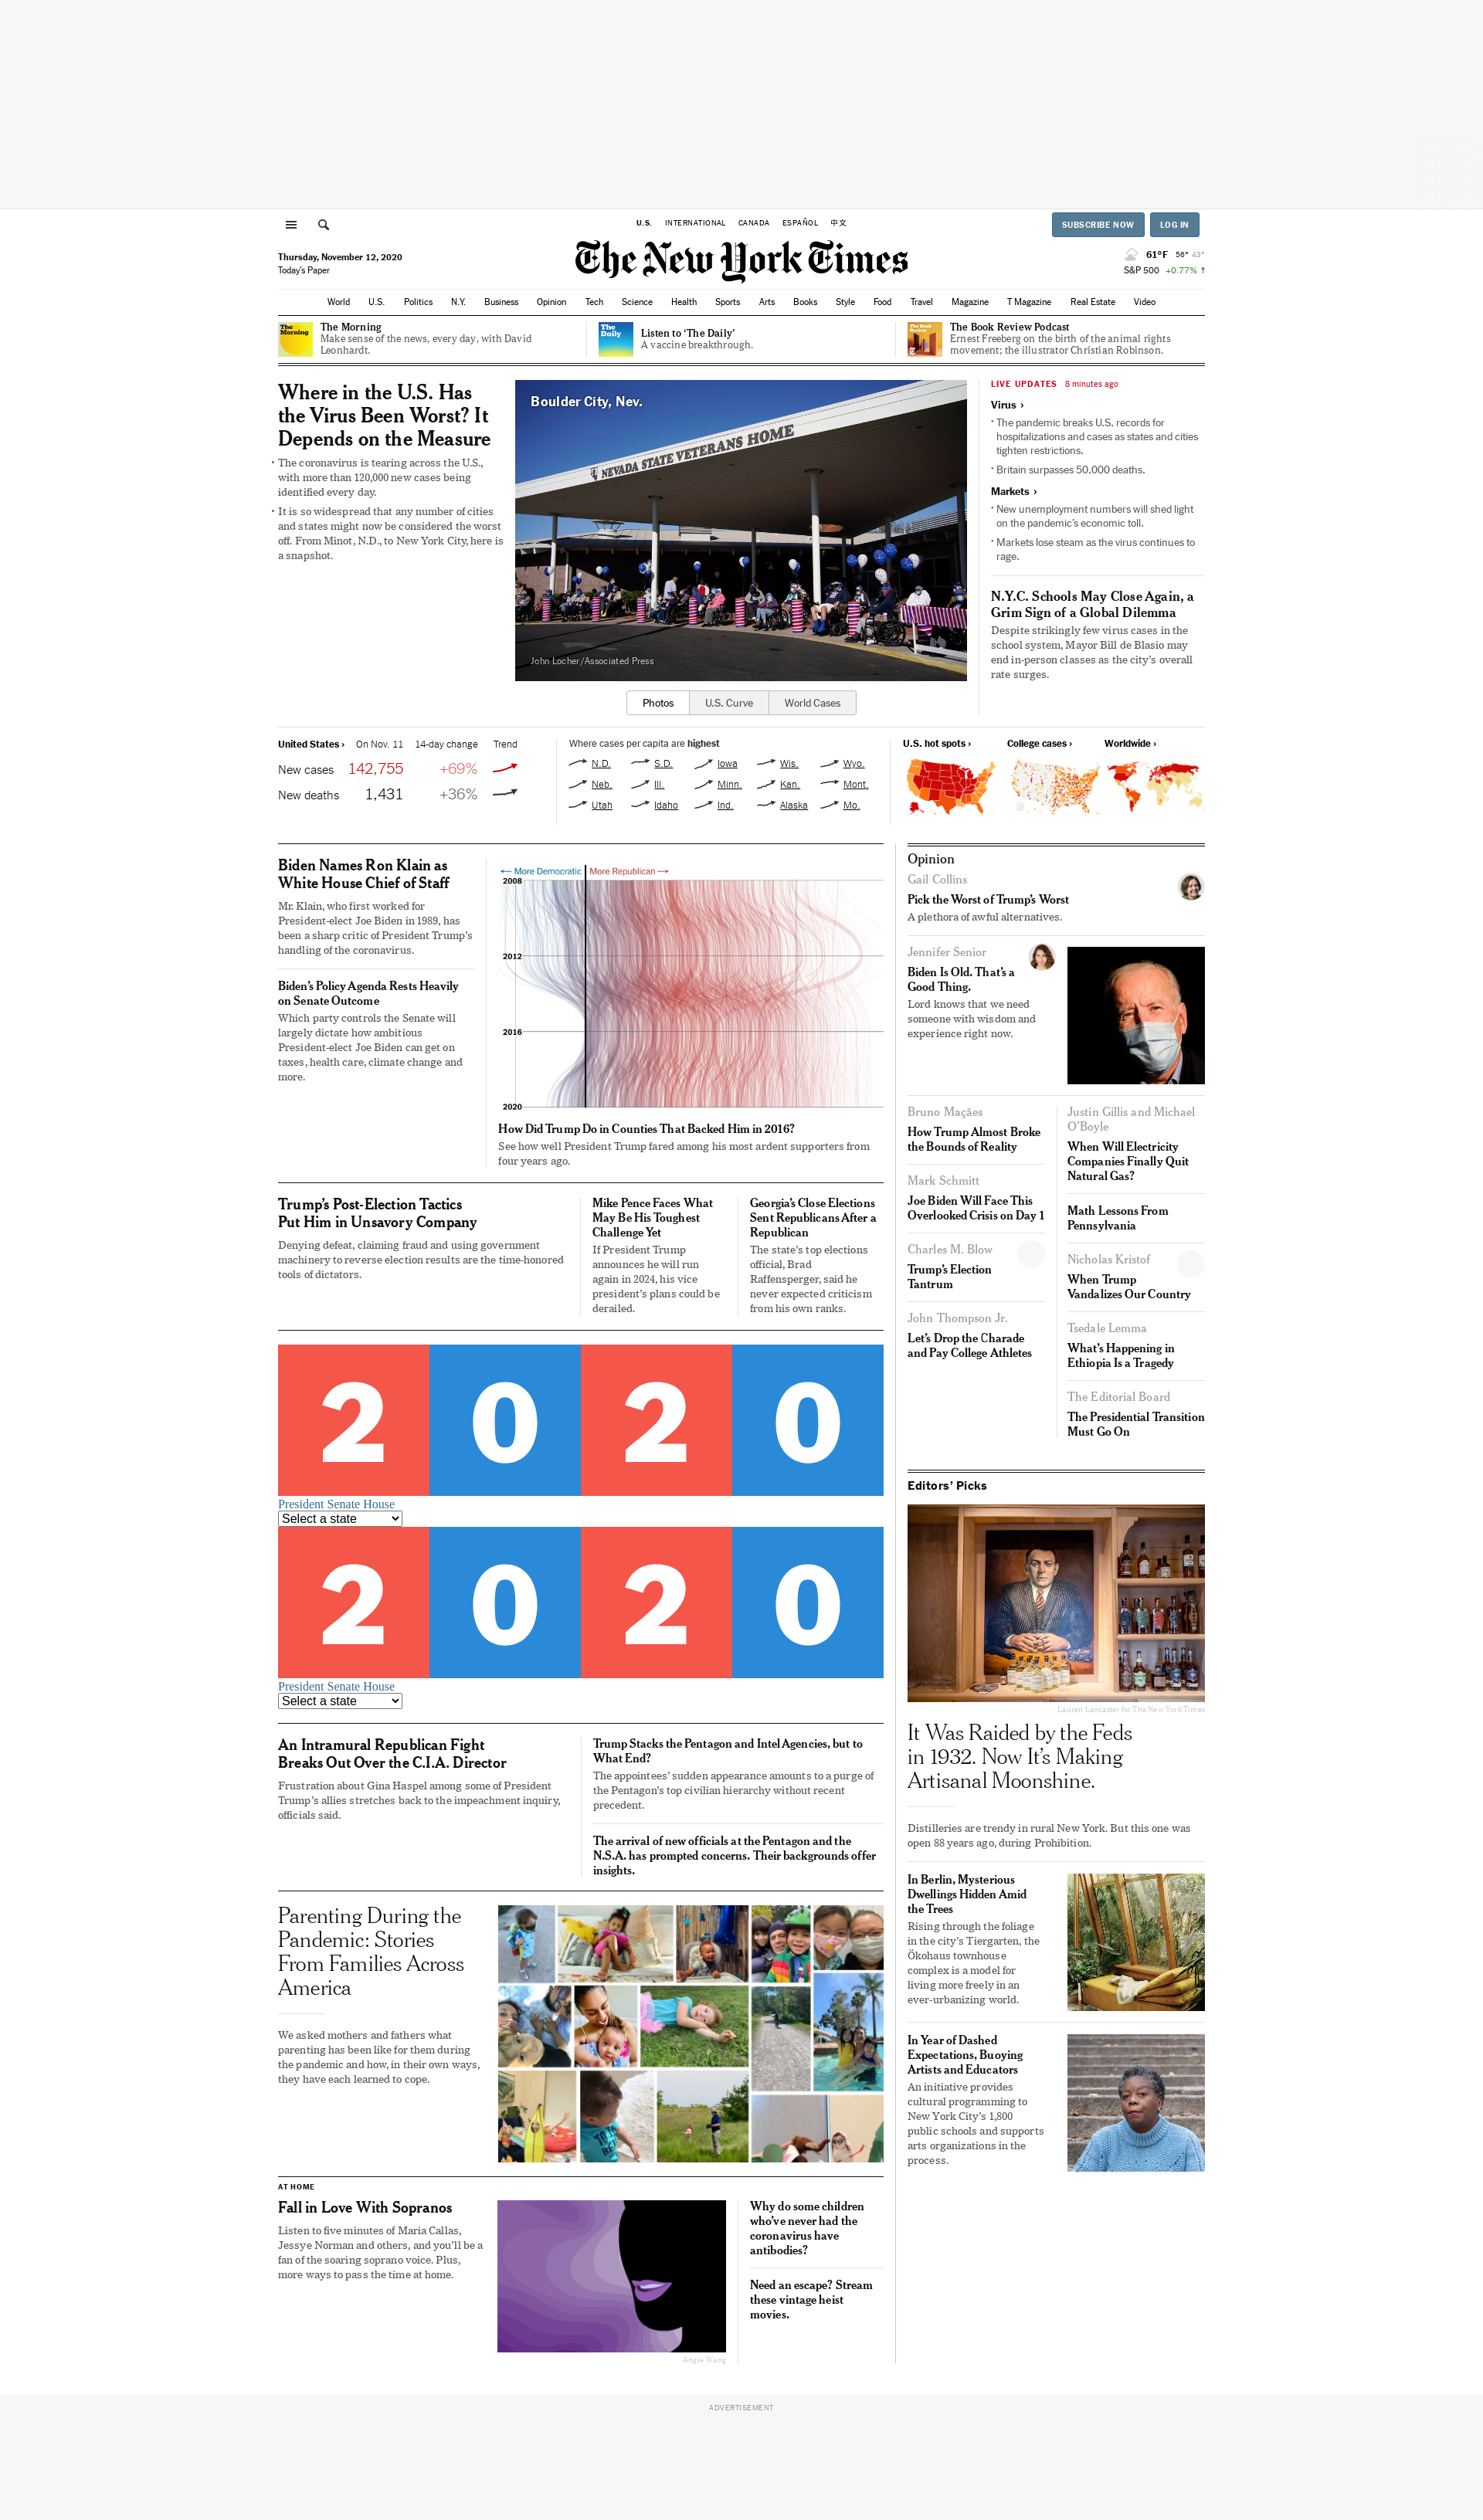 U.S.
INTERNATIONAL
CANADA
ESPAÑOL
中文
SUBSCRIBE NOW
LOG IN
Thursday, November 12, 2020
Today's Paper
The New York Times
61°F 56° 43°
S&P 500 +0.77% ↑
World U.S. Politics N.Y. Business Opinion Tech Science Health Sports Arts Books Style Food Travel Magazine T Magazine Real Estate Video
The Morning
The Morning
Make sense of the news, every day, with David
Leonhardt.
The Daily
Listen to ‘The Daily’
A vaccine breakthrough.
The Book Review
The Book Review Podcast
Ernest Freeberg on the birth of the animal rights
movement; the illustrator Christian Robinson.
Where in the U.S. Has
the Virus Been Worst? It
Depends on the Measure
• The coronavirus is tearing across the U.S.,
with more than 120,000 new cases being
identified every day.
• It is so widespread that any number of cities
and states might now be considered the worst
off. From Minot, N.D., to New York City, here is
a snapshot.
Boulder City, Nev.
NEVADA STATE VETERANS HOME
John Locher/Associated Press
Photos
U.S. Curve
World Cases
LIVE UPDATES 8 minutes ago
Virus ›
• The pandemic breaks U.S. records for
hospitalizations and cases as states and cities
tighten restrictions.
• Britain surpasses 50,000 deaths.
Markets ›
• New unemployment numbers will shed light
on the pandemic’s economic toll.
• Markets lose steam as the virus continues to
rage.
N.Y.C. Schools May Close Again, a
Grim Sign of a Global Dilemma
Despite strikingly few virus cases in the
school system, Mayor Bill de Blasio may
end in-person classes as the city’s overall
rate surges.
United States › On Nov. 11 14-day change Trend
New cases 142,755 +69%
New deaths 1,431 +36%
Where cases per capita are highest
N.D. S.D. Iowa Wis. Wyo.
Neb. Ill. Minn. Kan. Mont.
Utah Idaho Ind. Alaska Mo.
U.S. hot spots ›
College cases ›
Worldwide ›
Biden Names Ron Klain as
White House Chief of Staff
Mr. Klain, who first worked for
President-elect Joe Biden in 1989, has
been a sharp critic of President Trump’s
handling of the coronavirus.
Biden’s Policy Agenda Rests Heavily
on Senate Outcome
Which party controls the Senate will
largely dictate how ambitious
President-elect Joe Biden can get on
taxes, health care, climate change and
more.
← More Democratic More Republican →
2008
2012
2016
2020
How Did Trump Do in Counties That Backed Him in 2016?
See how well President Trump fared among his most ardent supporters from
four years ago.
Trump’s Post-Election Tactics
Put Him in Unsavory Company
Denying defeat, claiming fraud and using government
machinery to reverse election results are the time-honored
tools of dictators.
Mike Pence Faces What
May Be His Toughest
Challenge Yet
If President Trump
announces he will run
again in 2024, his vice
president’s plans could be
derailed.
Georgia’s Close Elections
Sent Republicans After a
Republican
The state’s top elections
official, Brad
Raffensperger, said he
never expected criticism
from his own ranks.
2020
President Senate House
Select a state
2020
President Senate House
Select a state
An Intramural Republican Fight
Breaks Out Over the C.I.A. Director
Frustration about Gina Haspel among some of President
Trump’s allies stretches back to the impeachment inquiry,
officials said.
Trump Stacks the Pentagon and Intel Agencies, but to
What End?
The appointees’ sudden appearance amounts to a purge of
the Pentagon’s top civilian hierarchy without recent
precedent.
The arrival of new officials at the Pentagon and the
N.S.A. has prompted concerns. Their backgrounds offer
insights.
Parenting During the
Pandemic: Stories
From Families Across
America
We asked mothers and fathers what
parenting has been like for them during
the pandemic and how, in their own ways,
they have each learned to cope.
AT HOME
Fall in Love With Sopranos
Listen to five minutes of Maria Callas,
Jessye Norman and others, and you’ll be a
fan of the soaring soprano voice. Plus,
more ways to pass the time at home.
Angie Wang
Why do some children
who’ve never had the
coronavirus have
antibodies?
Need an escape? Stream
these vintage heist
movies.
Opinion
Gail Collins
Pick the Worst of Trump’s Worst
A plethora of awful alternatives.
Jennifer Senior
Biden Is Old. That’s a
Good Thing.
Lord knows that we need
someone with wisdom and
experience right now.
Bruno Maçães
How Trump Almost Broke
the Bounds of Reality
Mark Schmitt
Joe Biden Will Face This
Overlooked Crisis on Day 1
Charles M. Blow
Trump’s Election
Tantrum
John Thompson Jr.
Let’s Drop the Charade
and Pay College Athletes
Justin Gillis and Michael
O’Boyle
When Will Electricity
Companies Finally Quit
Natural Gas?
Math Lessons From
Pennsylvania
Nicholas Kristof
When Trump
Vandalizes Our Country
Tsedale Lemma
What’s Happening in
Ethiopia Is a Tragedy
The Editorial Board
The Presidential Transition
Must Go On
Editors’ Picks
Lauren Lancaster for The New York Times
It Was Raided by the Feds
in 1932. Now It’s Making
Artisanal Moonshine.
Distilleries are trendy in rural New York. But this one was
open 88 years ago, during Prohibition.
In Berlin, Mysterious
Dwellings Hidden Amid
the Trees
Rising through the foliage
in the city’s Tiergarten, the
Ökohaus townhouse
complex is a model for
living more freely in an
ever-urbanizing world.
In Year of Dashed
Expectations, Buoying
Artists and Educators
An initiative provides
cultural programming to
New York City’s 1,800
public schools and supports
arts organizations in the
process.
ADVERTISEMENT